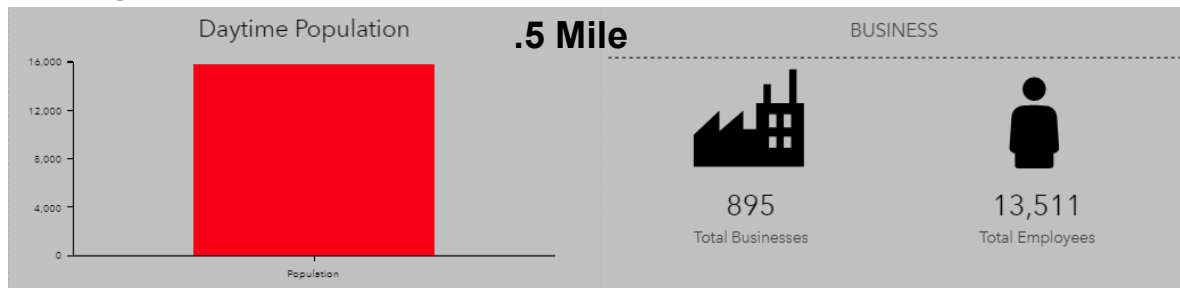 Daytime Population
.5 Mile
BUSINESS
16,000
12,000
8,000
4,000
0
Population
895
Total Businesses
13,511
Total Employees